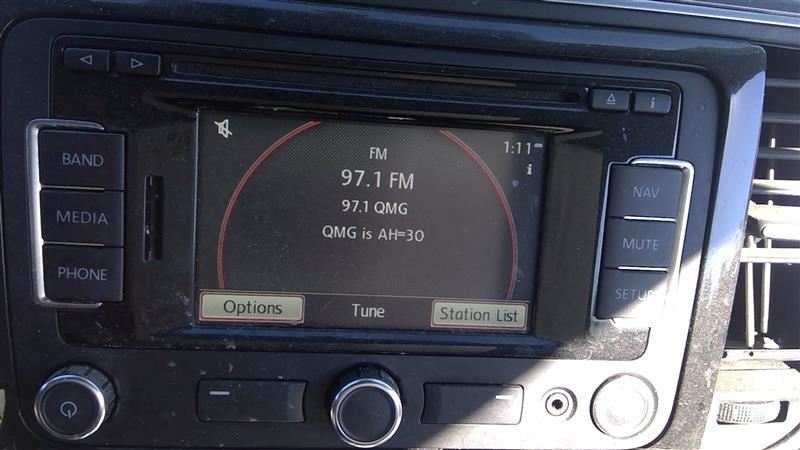 BAND
MEDIA
PHONE
FM
1:11
97.1 FM
i
97.1 QMG
QMG is AH=30
Options
Tune
Station List
i
NAV
MUTE
SETUP